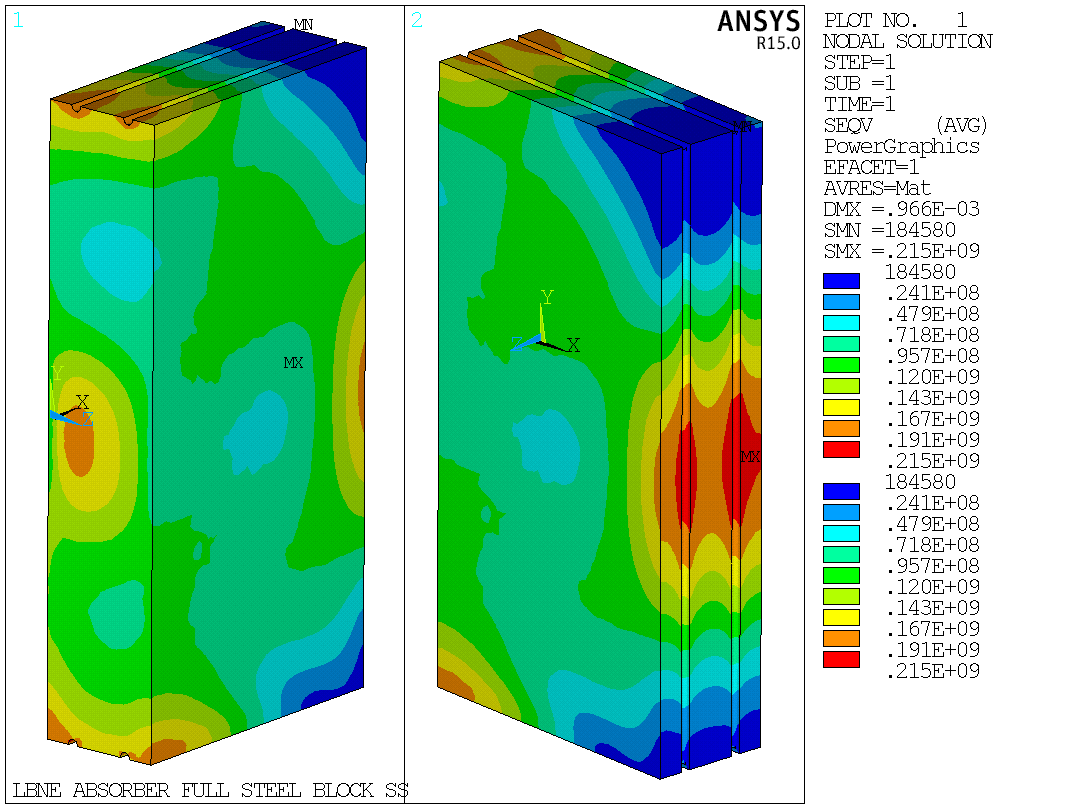 1
MN
2
ANSYS
R15.0
MN
Y
X
Z
MX
Y
X
MX
LBNE ABSORBER FULL STEEL BLOCK SS
PLOT NO. 1
NODAL SOLUTION
STEP=1
SUB =1
TIME=1
SEQV (AVG)
PowerGraphics
EFACET=1
AVRES=Mat
DMX =.966E-03
SMN =184580
SMX =.215E+09
184580
.241E+08
.479E+08
.718E+08
.957E+08
.120E+09
.143E+09
.167E+09
.191E+09
.215E+09
184580
.241E+08
.479E+08
.718E+08
.957E+08
.120E+09
.143E+09
.167E+09
.191E+09
.215E+09